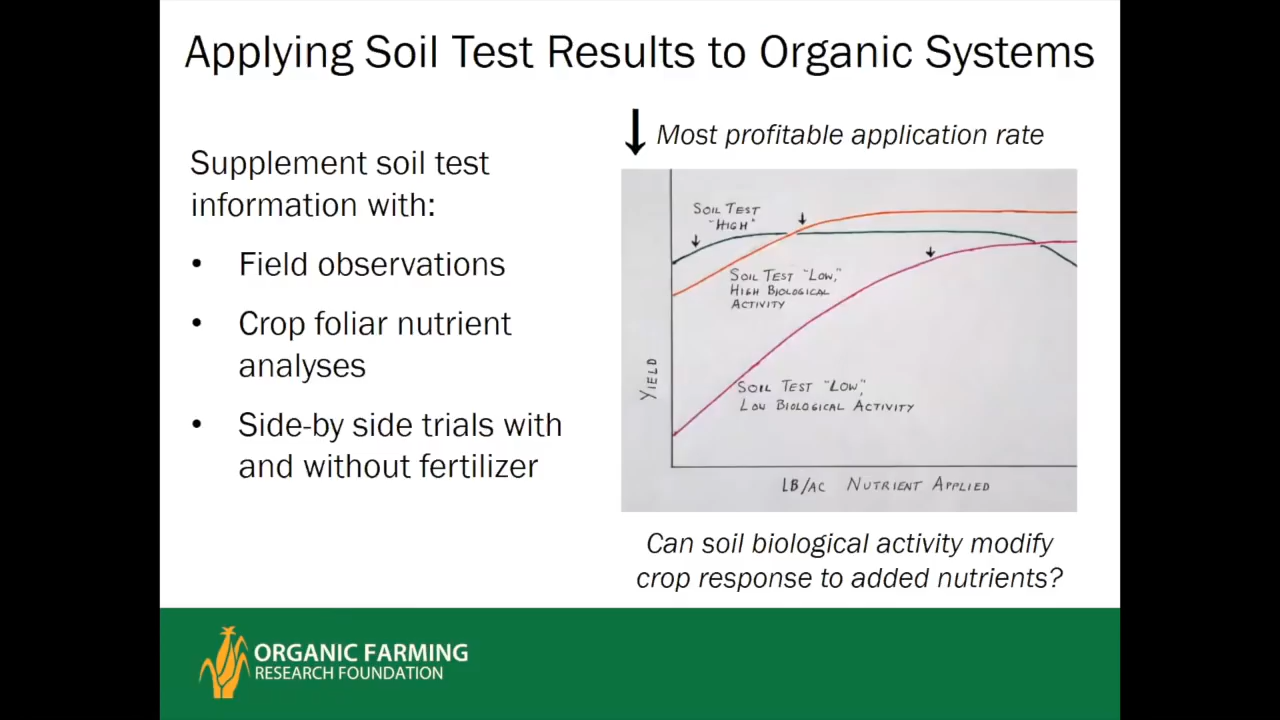 Applying Soil Test Results to Organic Systems
Supplement soil test
information with:
• Field observations
• Crop foliar nutrient
analyses
• Side-by side trials with
and without fertilizer
Most profitable application rate
SOIL TEST
"HIGH"
SOIL TEST "LOW,"
HIGH BIOLOGICAL
ACTIVITY
SOIL TEST "LOW,"
LOW BIOLOGICAL ACTIVITY
YIELD
LB/AC NUTRIENT APPLIED
Can soil biological activity modify
crop response to added nutrients?
ORGANIC FARMING
RESEARCH FOUNDATION